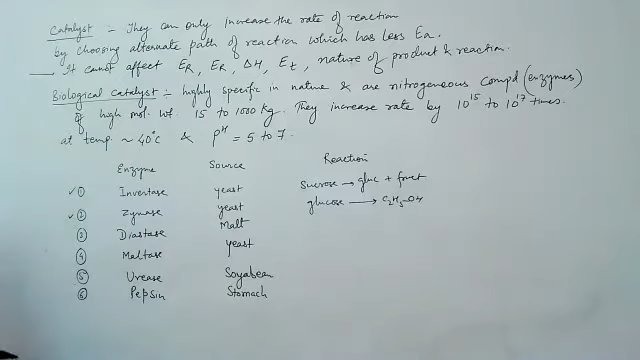 Catalyst :- They can only increase the rate of reaction
by choosing alternate path of reaction which has less Ea.
It cannot affect ER, ER, ΔH, Et, nature of product & reaction.
Biological catalyst :- highly specific in nature & are nitrogeneous compd (enzymes)
of high mol. wt. 15 to 1000 Kg. They increase rate by 10^15 to 10^17 times.
at temp ~ 40°C & pH = 5 to 7.
Enzyme Source Reaction
✓① Invertase yeast Sucrose → gluc + fruct
✓② Zymase yeast glucose → C2H5-OH
③ Diastase Malt
④ Maltase yeast
⑤ Urease Soyabean
⑥ Pepsin Stomach